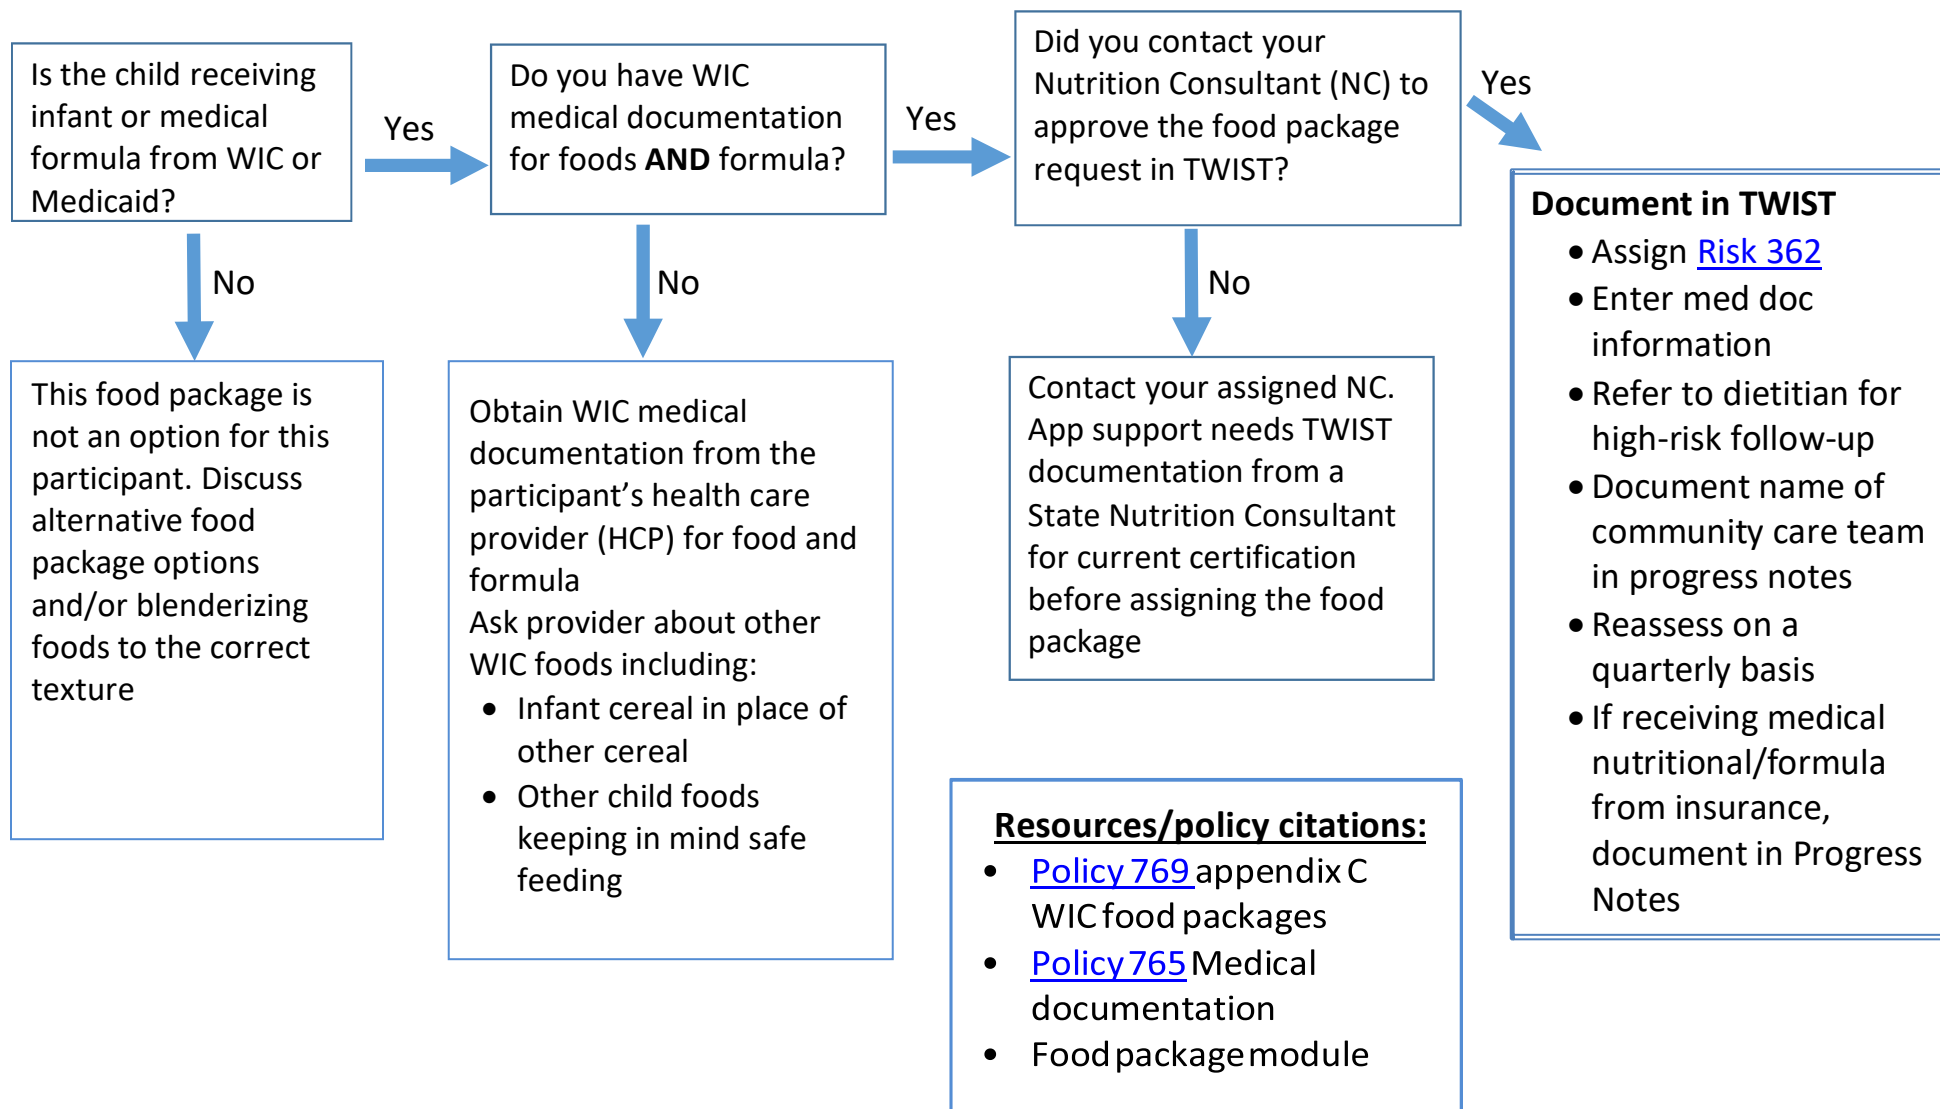 Is the child receiving
infant or medical
formula from WIC or
Medicaid?
Yes
No
Do you have WIC
medical documentation
for foods AND formula?
Yes
No
Did you contact your
Nutrition Consultant (NC) to
approve the food package
request in TWIST?
Yes
No
This food package is
not an option for this
participant. Discuss
alternative food
package options
and/or blenderizing
foods to the correct
texture
Obtain WIC medical
documentation from the
participant’s health care
provider (HCP) for food and
formula
Ask provider about other
WIC foods including:
• Infant cereal in place of
other cereal
• Other child foods
keeping in mind safe
feeding
Contact your assigned NC.
App support needs TWIST
documentation from a
State Nutrition Consultant
for current certification
before assigning the food
package
Document in TWIST
• Assign Risk 362
• Enter med doc
information
• Refer to dietitian for
high-risk follow-up
• Document name of
community care team
in progress notes
• Reassess on a
quarterly basis
• If receiving medical
nutritional/formula
from insurance,
document in Progress
Notes
Resources/policy citations:
• Policy 769 appendix C
WIC food packages
• Policy 765 Medical
documentation
• Food package module